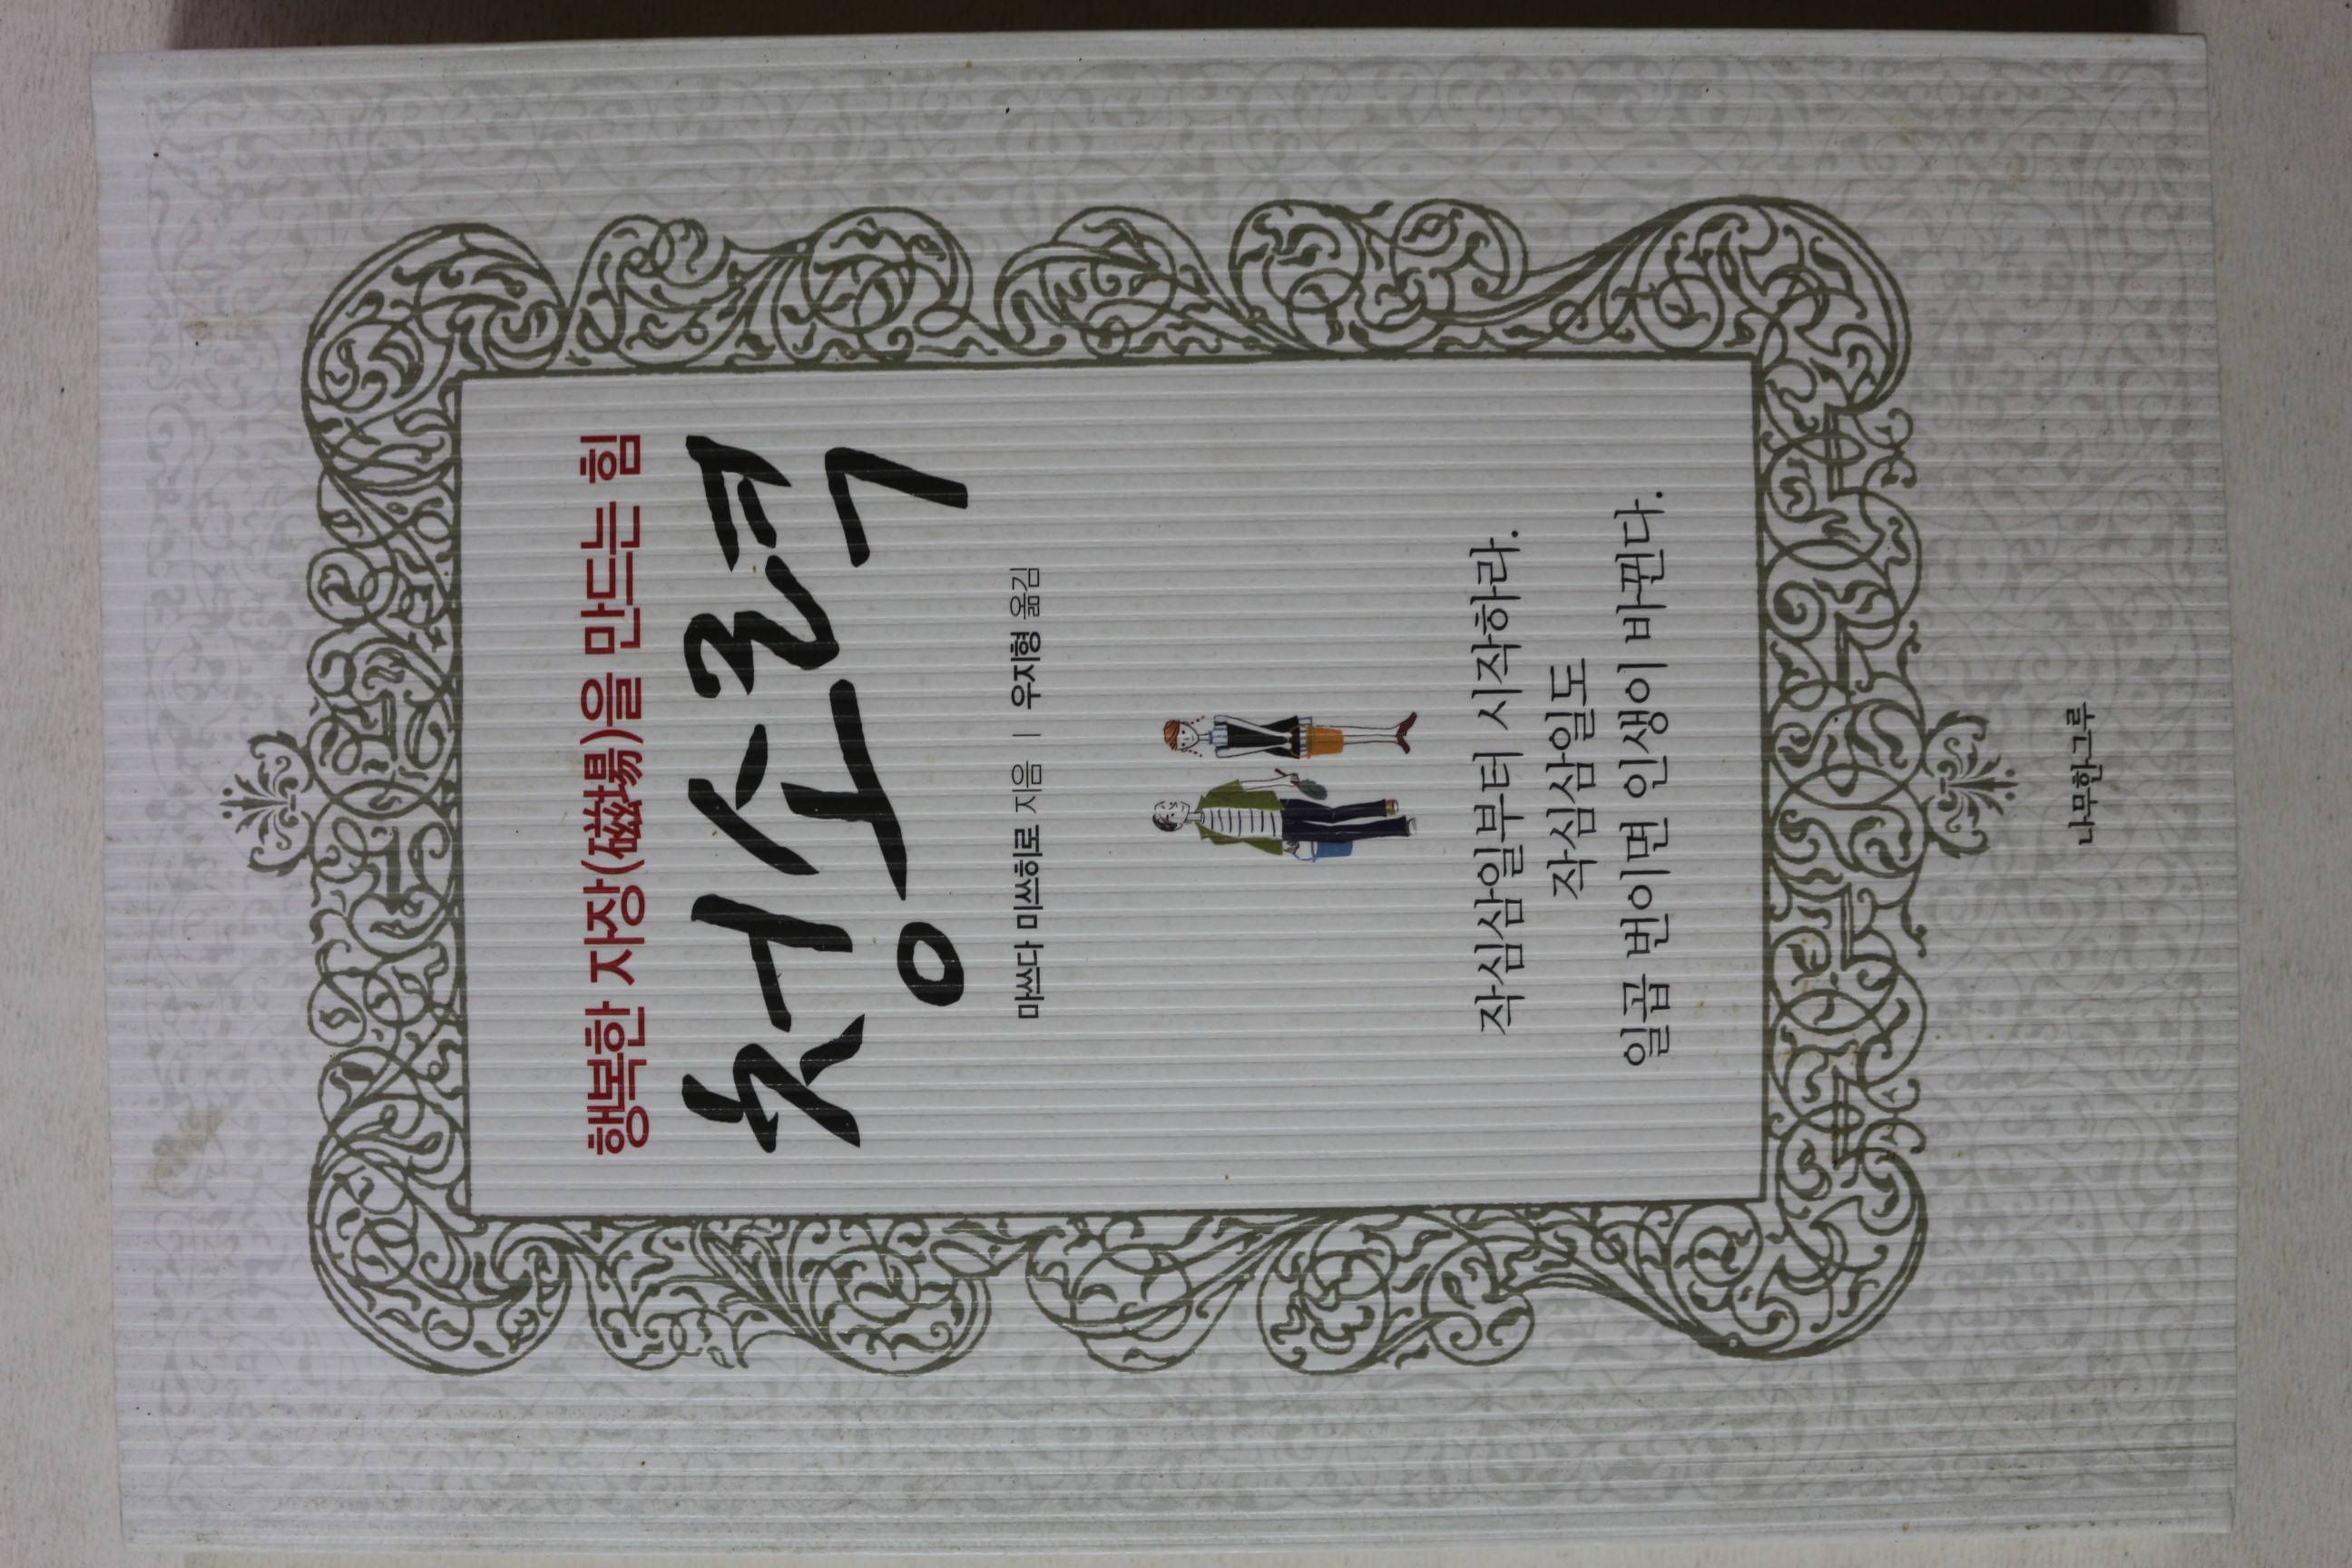 행복한 자장(磁場)을 만드는 힘
청소력
마쓰다 미쓰히로 지음 | 우지형 옮김
작심삼일부터 시작하라.
작심삼일도
일곱 번이면 인생이 바뀐다.
나무한그루